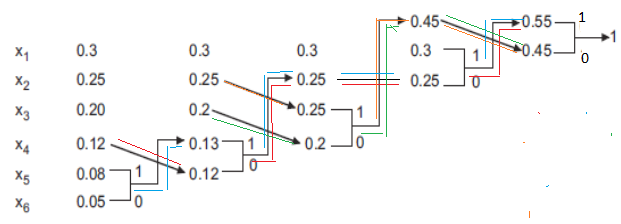 0.45 0.55 1
x₁ 0.3 0.3 0.3 0.3 1 0.45 0 1
x₂ 0.25 0.25 0.25 0.25 0
x₃ 0.20 0.2 0.25 1
x₄ 0.12 0.13 1 0.2 0
x₅ 0.08 1 0.12 0
x₆ 0.05 0